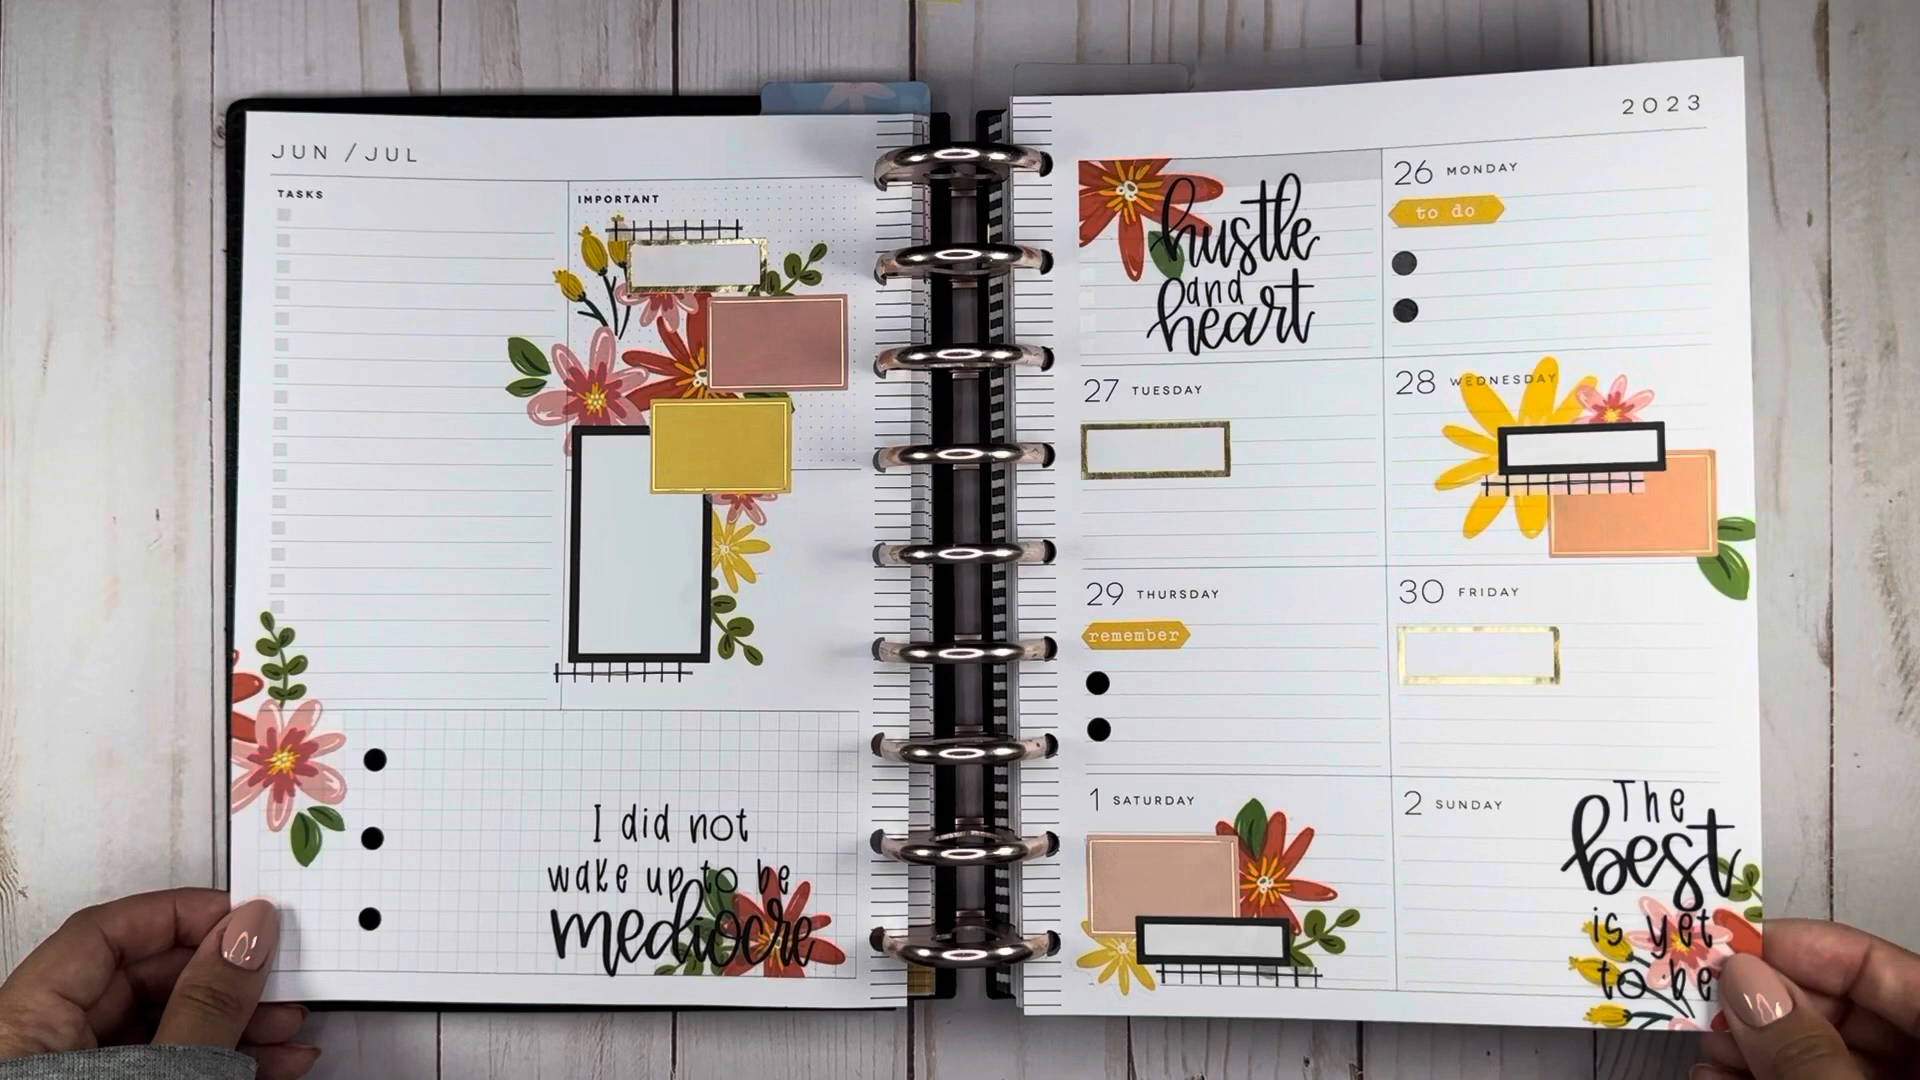 JUN / JUL
TASKS
IMPORTANT
I did not
wake up to be
mediocre
2023
hustle
and
heart
26 MONDAY
to do
27 TUESDAY
28 WEDNESDAY
29 THURSDAY
remember
30 FRIDAY
1 SATURDAY
2 SUNDAY
The
best
is yet
to be